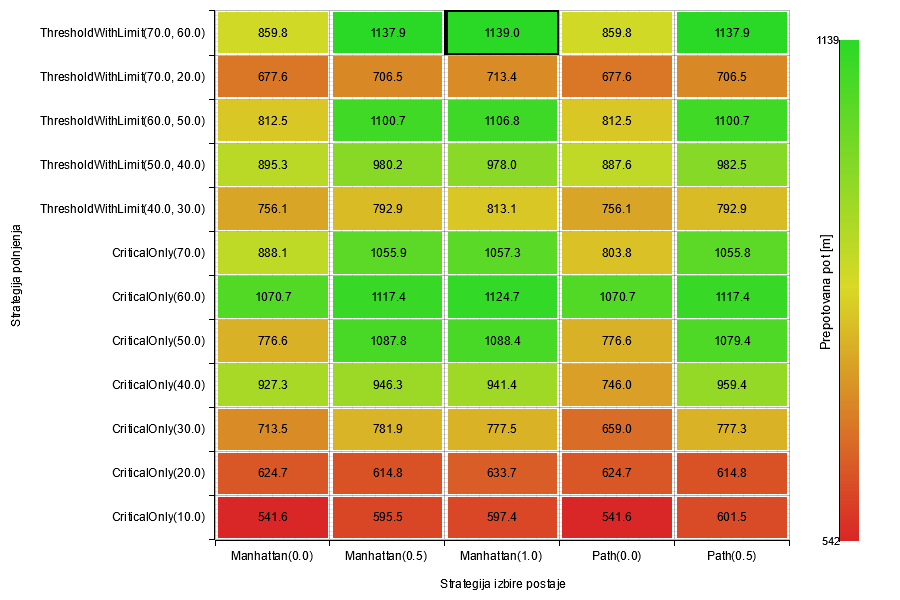 ThresholdWithLimit(70.0, 60.0) 859.8 1137.9 1139.0 859.8 1137.9
1139
ThresholdWithLimit(70.0, 20.0) 677.6 706.5 713.4 677.6 706.5
ThresholdWithLimit(60.0, 50.0) 812.5 1100.7 1106.8 812.5 1100.7
ThresholdWithLimit(50.0, 40.0) 895.3 980.2 978.0 887.6 982.5
ThresholdWithLimit(40.0, 30.0) 756.1 792.9 813.1 756.1 792.9
CriticalOnly(70.0) 888.1 1055.9 1057.3 803.8 1055.8
CriticalOnly(60.0) 1070.7 1117.4 1124.7 1070.7 1117.4
CriticalOnly(50.0) 776.6 1087.8 1088.4 776.6 1079.4
CriticalOnly(40.0) 927.3 946.3 941.4 746.0 959.4
CriticalOnly(30.0) 713.5 781.9 777.5 659.0 777.3
CriticalOnly(20.0) 624.7 614.8 633.7 624.7 614.8
CriticalOnly(10.0) 541.6 595.5 597.4 541.6 601.5
542
Manhattan(0.0) Manhattan(0.5) Manhattan(1.0) Path(0.0) Path(0.5)
Strategija izbire postaje
Strategija polnjenja
Prepotovana pot [m]